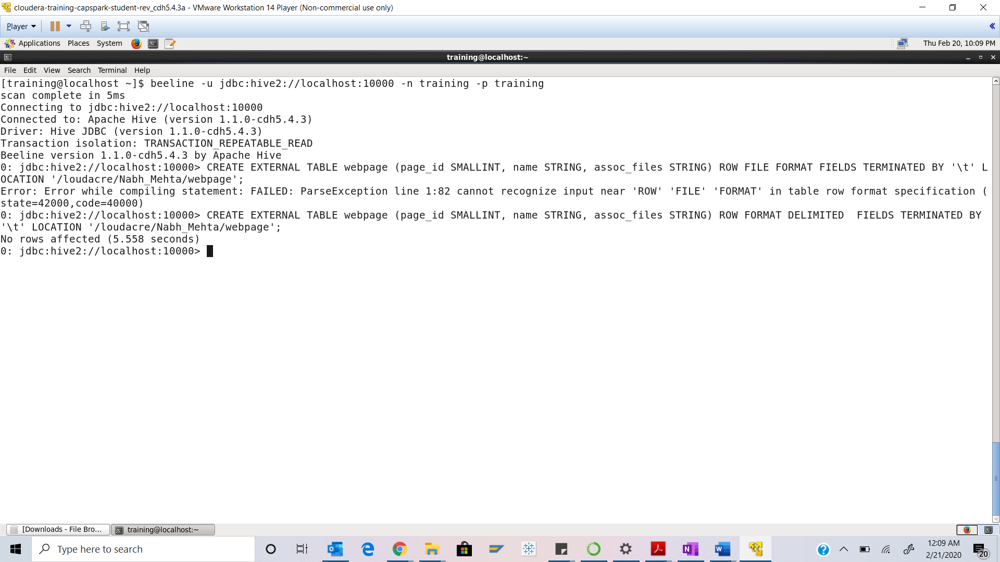 cloudera-training-capspark-student-rev_cdh5.4.3a - VMware Workstation 14 Player (Non-commercial use only)
Player
Applications Places System Thu Feb 20, 10:09 PM
training@localhost:~
File Edit View Search Terminal Help
[training@localhost ~]$ beeline -u jdbc:hive2://localhost:10000 -n training -p training
scan complete in 5ms
Connecting to jdbc:hive2://localhost:10000
Connected to: Apache Hive (version 1.1.0-cdh5.4.3)
Driver: Hive JDBC (version 1.1.0-cdh5.4.3)
Transaction isolation: TRANSACTION_REPEATABLE_READ
Beeline version 1.1.0-cdh5.4.3 by Apache Hive
0: jdbc:hive2://localhost:10000> CREATE EXTERNAL TABLE webpage (page_id SMALLINT, name STRING, assoc_files STRING) ROW FILE FORMAT FIELDS TERMINATED BY '\t' L
OCATION '/loudacre/Nabh_Mehta/webpage';
Error: Error while compiling statement: FAILED: ParseException line 1:82 cannot recognize input near 'ROW' 'FILE' 'FORMAT' in table row format specification (
state=42000,code=40000)
0: jdbc:hive2://localhost:10000> CREATE EXTERNAL TABLE webpage (page_id SMALLINT, name STRING, assoc_files STRING) ROW FORMAT DELIMITED  FIELDS TERMINATED BY
'\t' LOCATION '/loudacre/Nabh_Mehta/webpage';
No rows affected (5.558 seconds)
0: jdbc:hive2://localhost:10000>
[Downloads - File Bro... training@localhost:~
Type here to search
12:09 AM
2/21/2020
20